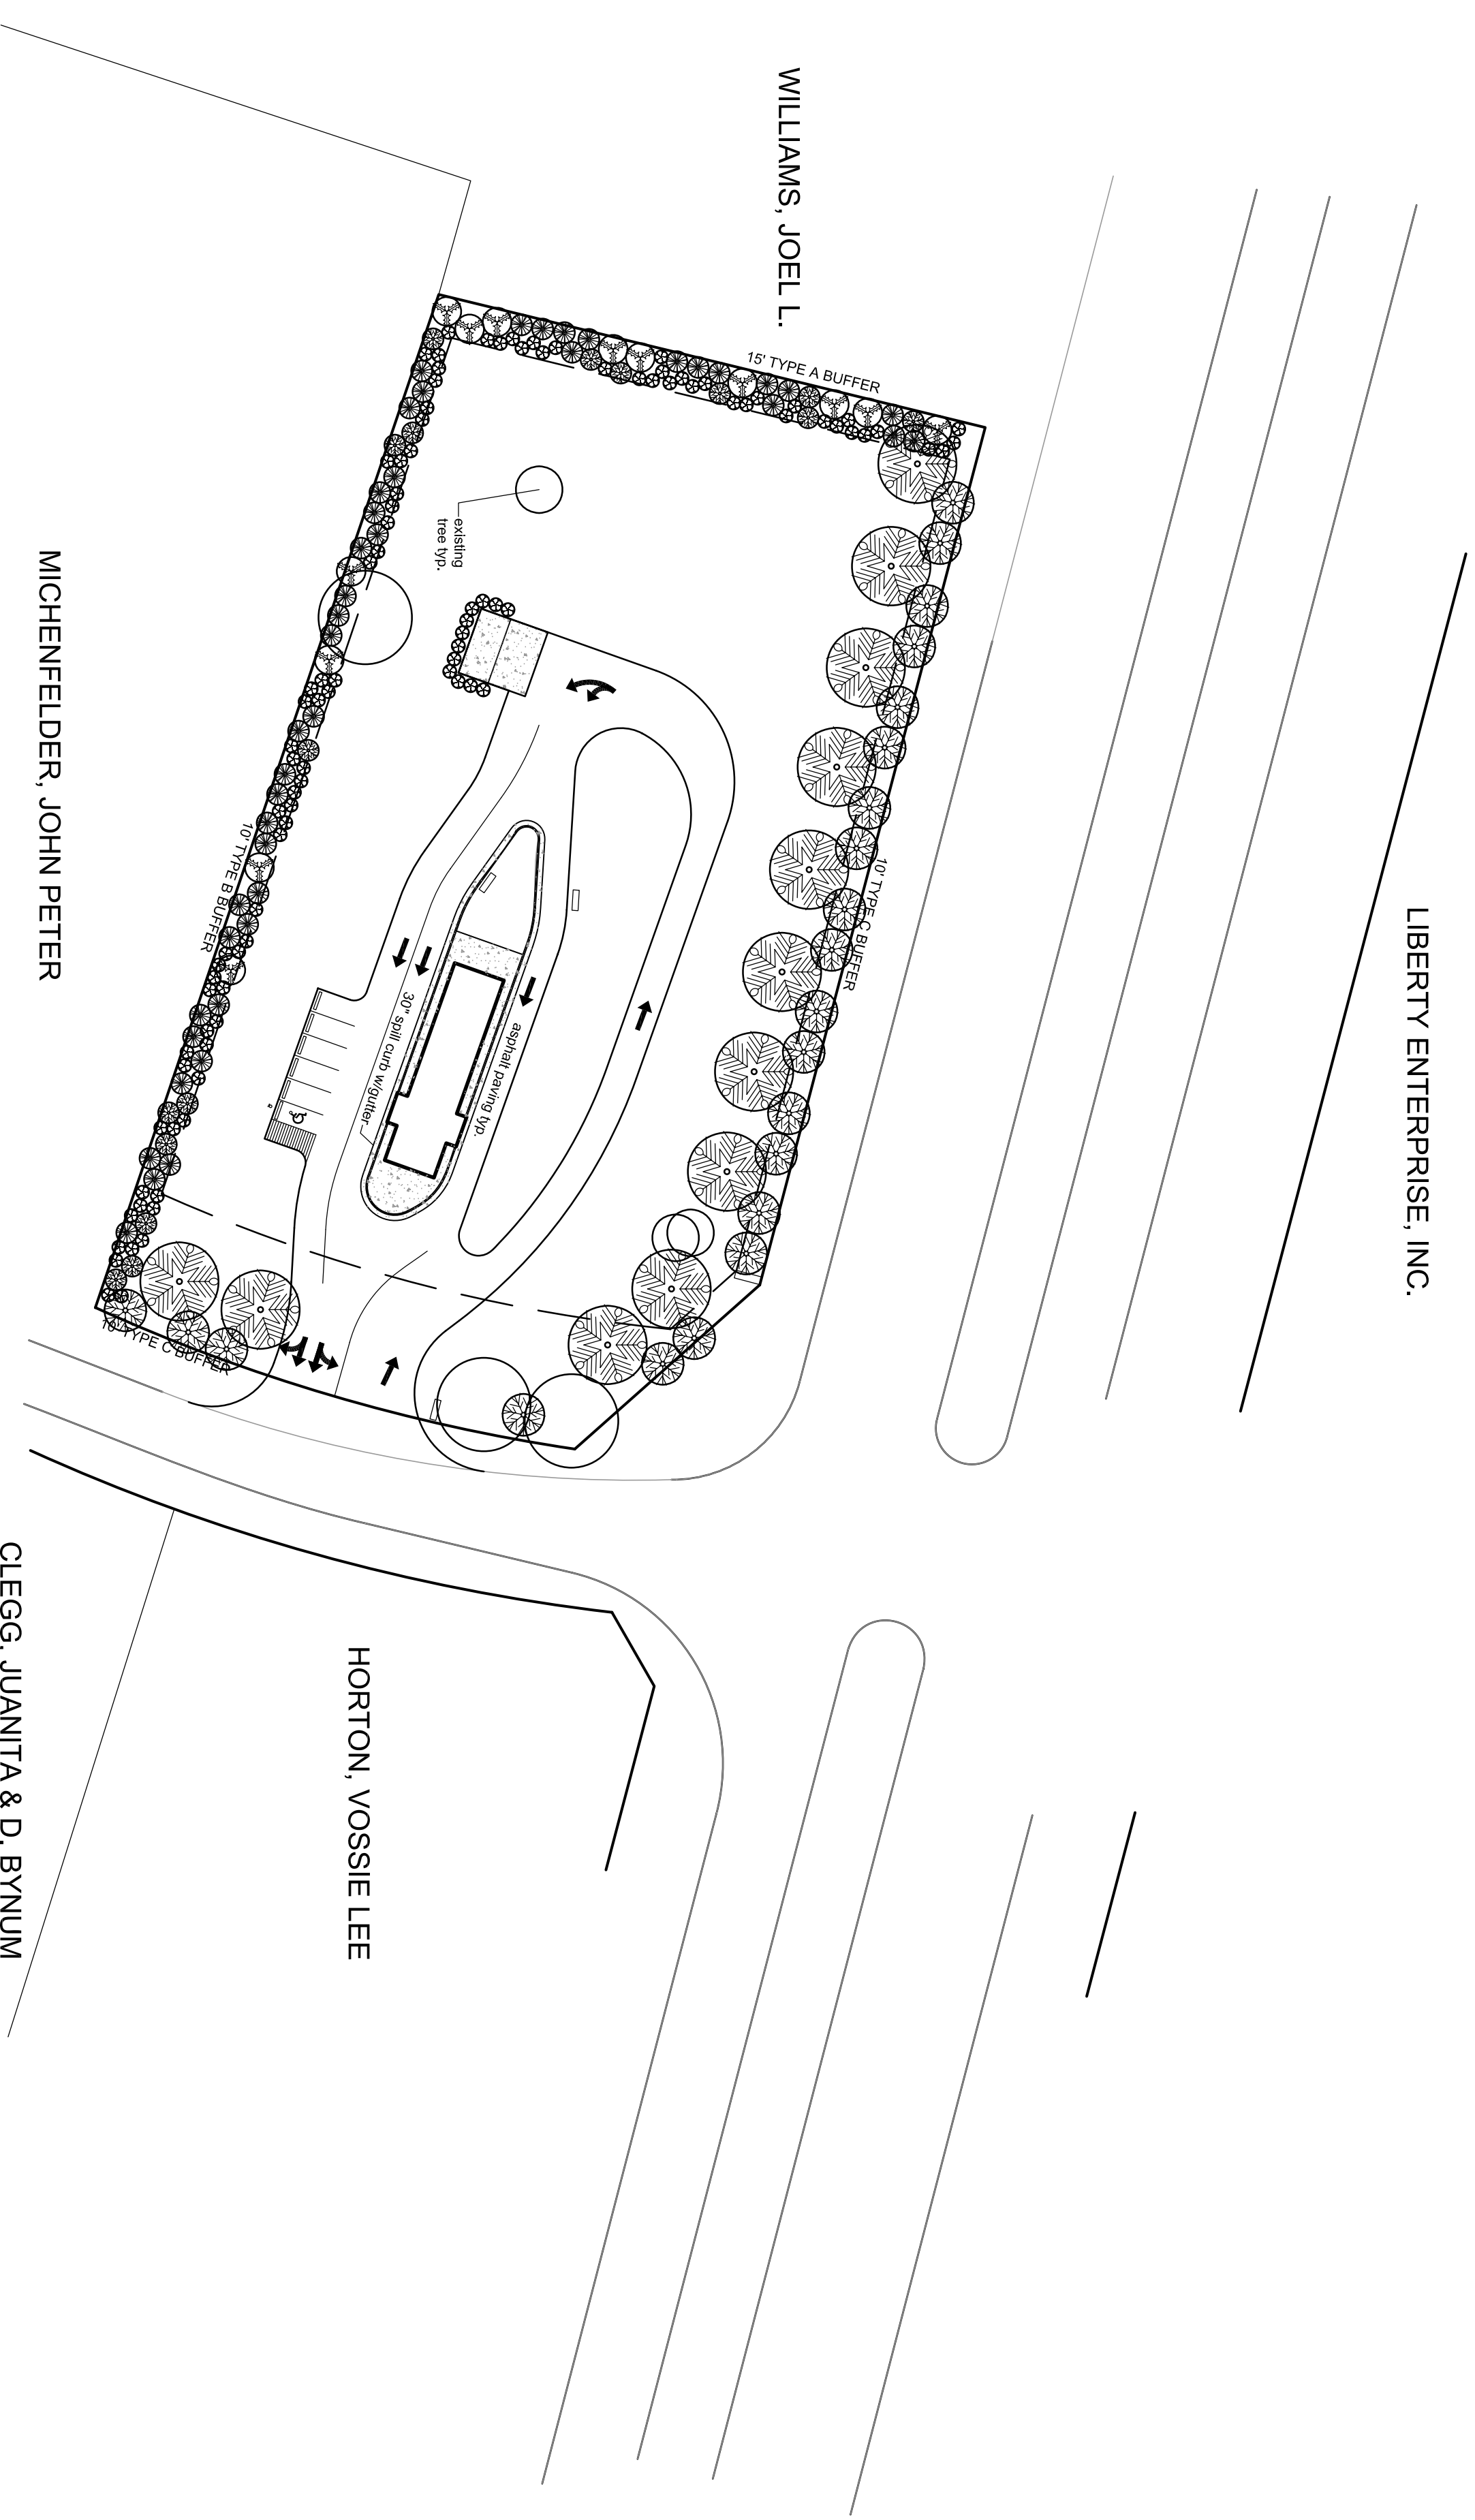 WILLIAMS, JOEL L.
15' TYPE A BUFFER
LIBERTY ENTERPRISE, INC.
existing
tree typ.
MICHENFELDER, JOHN PETER
10' TYPE B BUFFER
10' TYPE C BUFFER
30" spill curb w/gutter
asphalt paving typ.
10' TYPE C BUFFER
HORTON, VOSSIE LEE
CLEGG, JUANITA & D. BYNUM